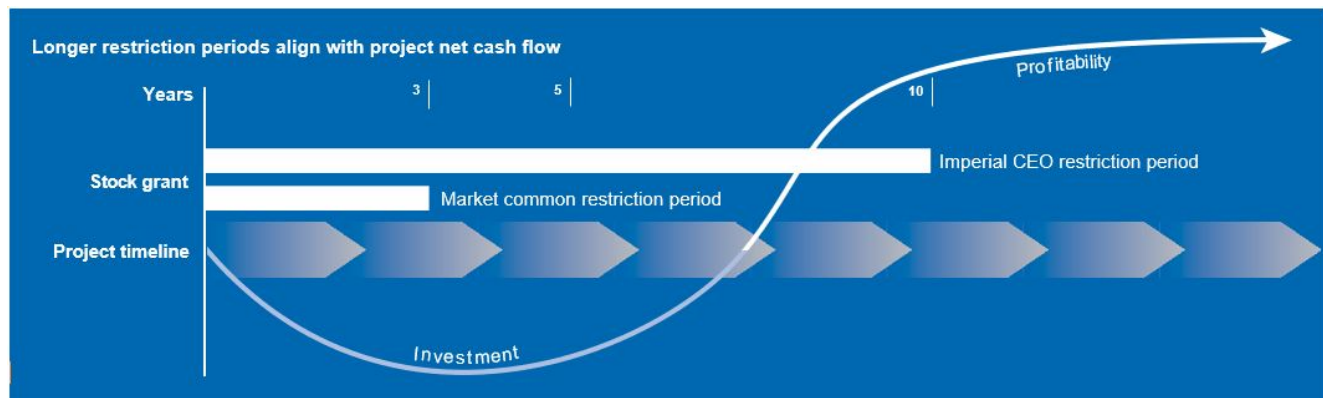 Longer restriction periods align with project net cash flow
Profitability
Years
3
5
10
Stock grant
Imperial CEO restriction period
Market common restriction period
Project timeline
Investment